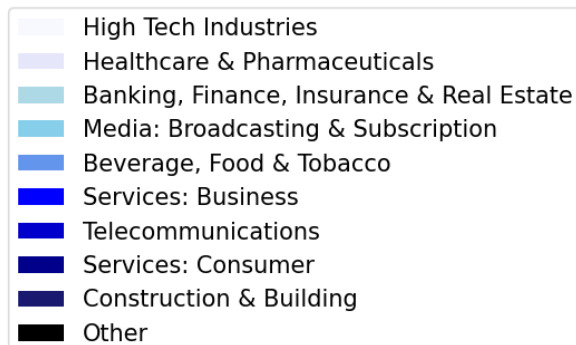 High Tech Industries
Healthcare & Pharmaceuticals
Banking, Finance, Insurance & Real Estate
Media: Broadcasting & Subscription
Beverage, Food & Tobacco
Services: Business
Telecommunications
Services: Consumer
Construction & Building
Other